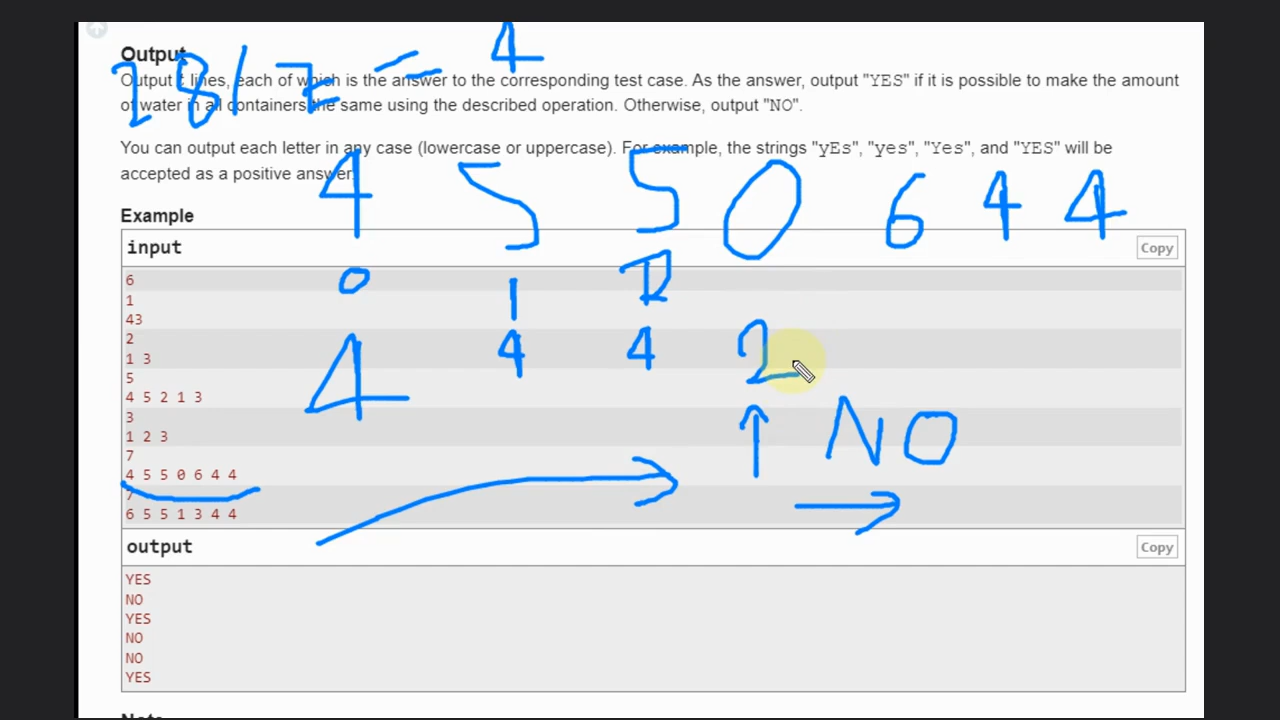 28/7 = 4
Output
Output t lines, each of which is the answer to the corresponding test case. As the answer, output "YES" if it is possible to make the amount
of water in all containers the same using the described operation. Otherwise, output "NO".
You can output each letter in any case (lowercase or uppercase). For example, the strings "yEs", "yes", "Yes", and "YES" will be
accepted as a positive answer.
4 5 5 0 6 4 4
Example
input
Copy
0 1
4 4 4 2
NO
6
1
43
2
1 3
5
4 5 2 1 3
3
1 2 3
7
4 5 5 0 6 4 4
7
6 5 5 1 3 4 4
output
Copy
YES
NO
YES
NO
NO
YES